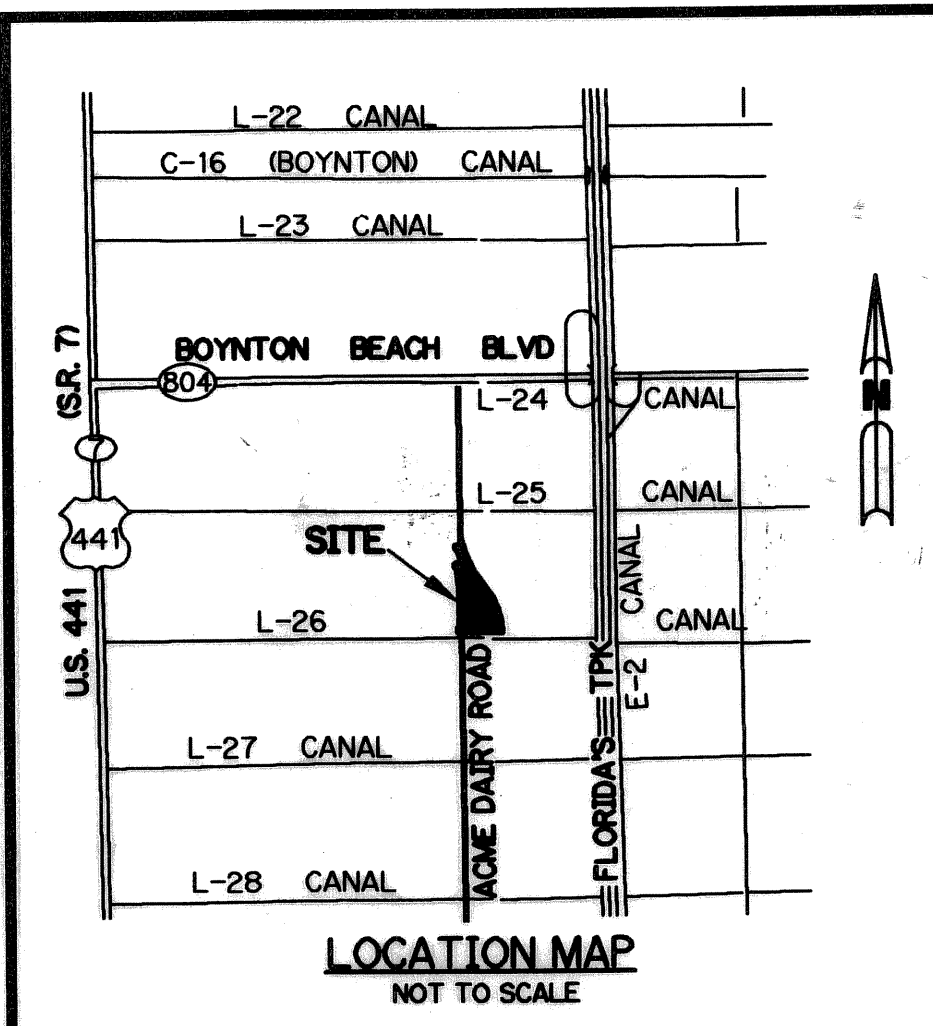 L-22 CANAL
C-16 (BOYNTON) CANAL
L-23 CANAL
(S.R. 7)
BOYNTON BEACH BLVD
804
L-24 CANAL
N
7
L-25 CANAL
441
SITE
CANAL
U.S. 441
L-26 CANAL
E-2
ACME DAIRY ROAD
FLORIDA'S TPK
L-27 CANAL
L-28 CANAL
LOCATION MAP
NOT TO SCALE